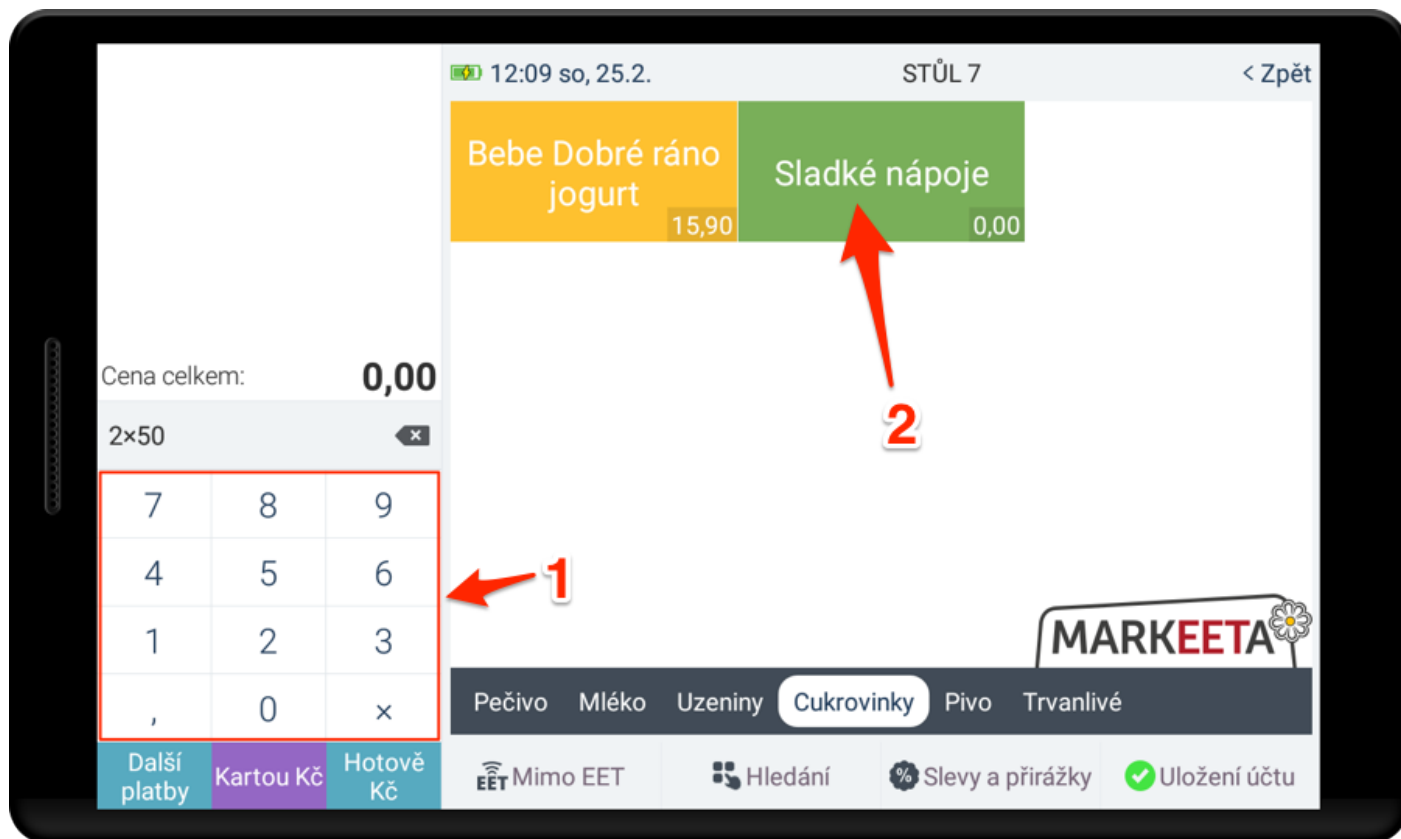 12:09 so, 25.2.
STŮL 7
< Zpět
Bebe Dobré ráno
jogurt
15,90
Sladké nápoje
0,00
Cena celkem:
0,00
2×50
2
7
8
9
4
5
6
1
1
2
3
MARKEETA
,
0
×
Pečivo
Mléko
Uzeniny
Cukrovinky
Pivo
Trvanlivé
Další
platby
Kartou Kč
Hotově
Kč
EET
Mimo EET
Hledání
%
Slevy a přirážky
Uložení účtu